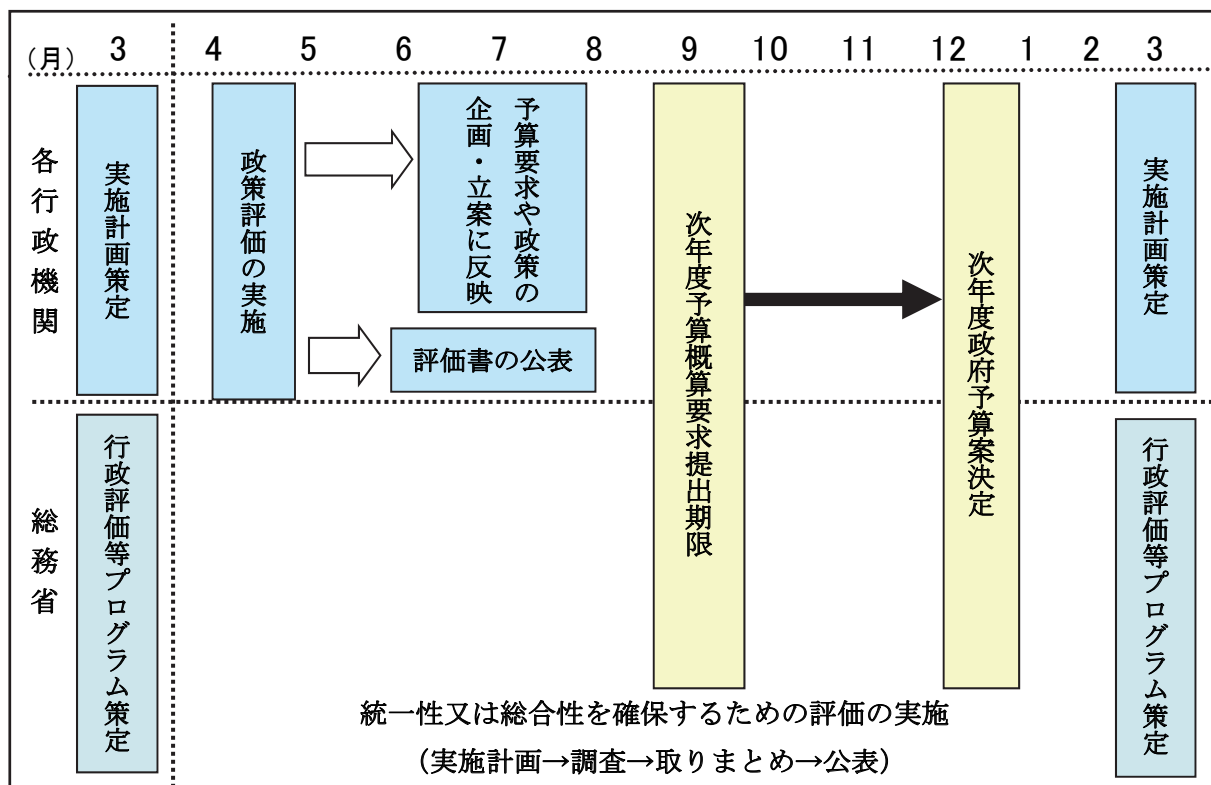 (月) 3 4 5 6 7 8 9 10 11 12 1 2 3
各行政機関
実施計画策定
政策評価の実施
予算要求や政策の
企画・立案に反映
評価書の公表
次年度予算概算要求提出期限
次年度政府予算案決定
実施計画策定
総務省
行政評価等プログラム策定
統一性又は総合性を確保するための評価の実施
(実施計画→調査→取りまとめ→公表)
行政評価等プログラム策定